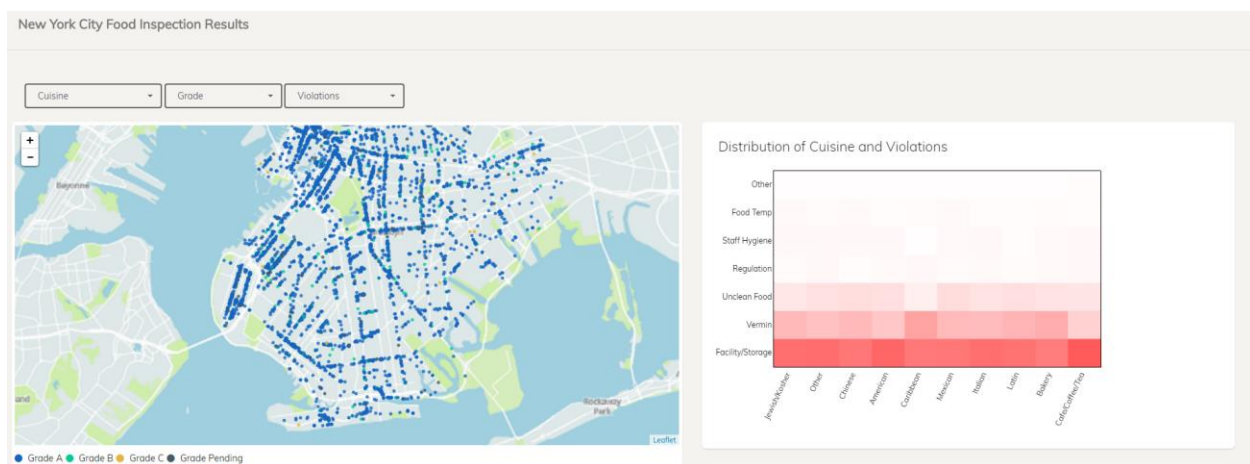 New York City Food Inspection Results
Cuisine
Grade
Violations
+
−
Bayonne
Rockaway
Park
Leaflet
Grade A
Grade B
Grade C
Grade Pending
Distribution of Cuisine and Violations
Other
Food Temp
Staff Hygiene
Regulation
Unclean Food
Vermin
Facility/Storage
Jewish/Kosher
Other
Chinese
American
Caribbean
Mexican
Italian
Latin
Bakery
Cafe/Coffee/Tea